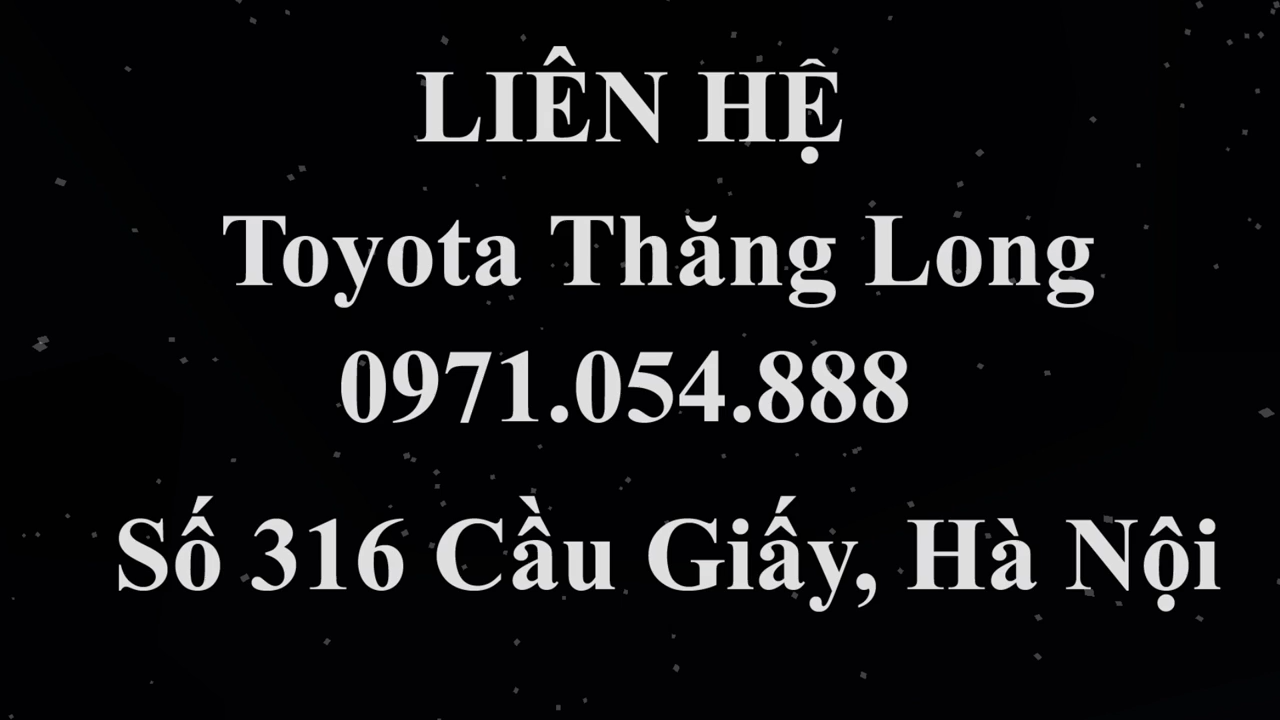 LIÊN HỆ
Toyota Thăng Long
0971.054.888
Số 316 Cầu Giấy, Hà Nội